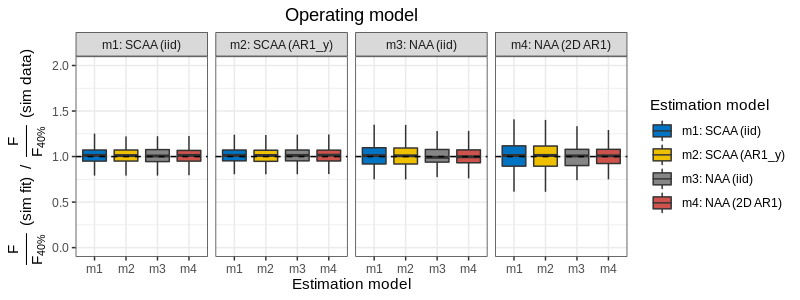 Operating model
m1: SCAA (iid)
m2: SCAA (AR1_y)
m3: NAA (iid)
m4: NAA (2D AR1)
F / F40% (sim fit) / F / F40% (sim data)
2.0
1.5
1.0
0.5
0.0
m1 m2 m3 m4 m1 m2 m3 m4 m1 m2 m3 m4 m1 m2 m3 m4
Estimation model
Estimation model
m1: SCAA (iid)
m2: SCAA (AR1_y)
m3: NAA (iid)
m4: NAA (2D AR1)